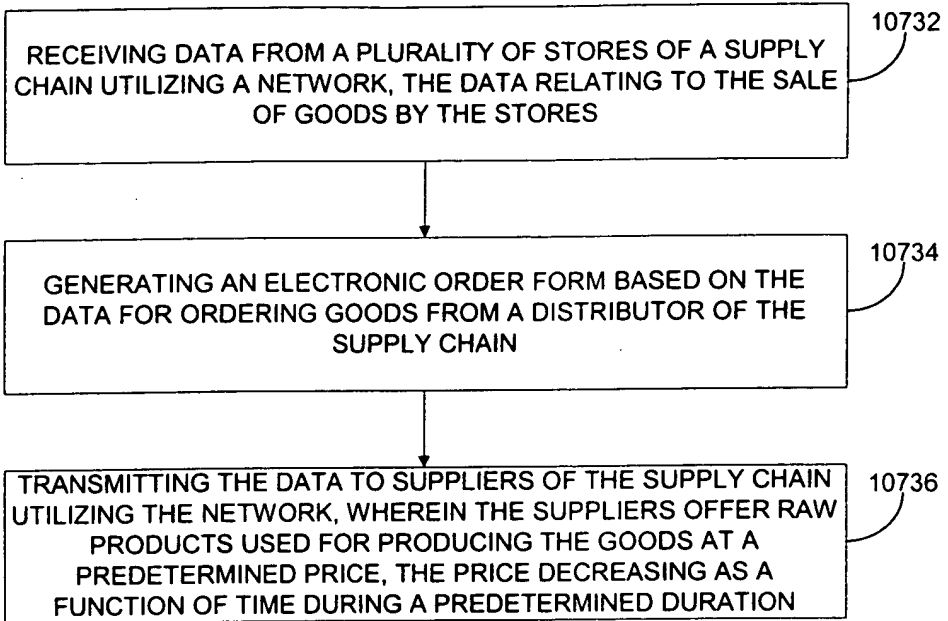 RECEIVING DATA FROM A PLURALITY OF STORES OF A SUPPLY
CHAIN UTILIZING A NETWORK, THE DATA RELATING TO THE SALE
OF GOODS BY THE STORES
10732
GENERATING AN ELECTRONIC ORDER FORM BASED ON THE
DATA FOR ORDERING GOODS FROM A DISTRIBUTOR OF THE
SUPPLY CHAIN
10734
TRANSMITTING THE DATA TO SUPPLIERS OF THE SUPPLY CHAIN
UTILIZING THE NETWORK, WHEREIN THE SUPPLIERS OFFER RAW
PRODUCTS USED FOR PRODUCING THE GOODS AT A
PREDETERMINED PRICE, THE PRICE DECREASING AS A
FUNCTION OF TIME DURING A PREDETERMINED DURATION
10736